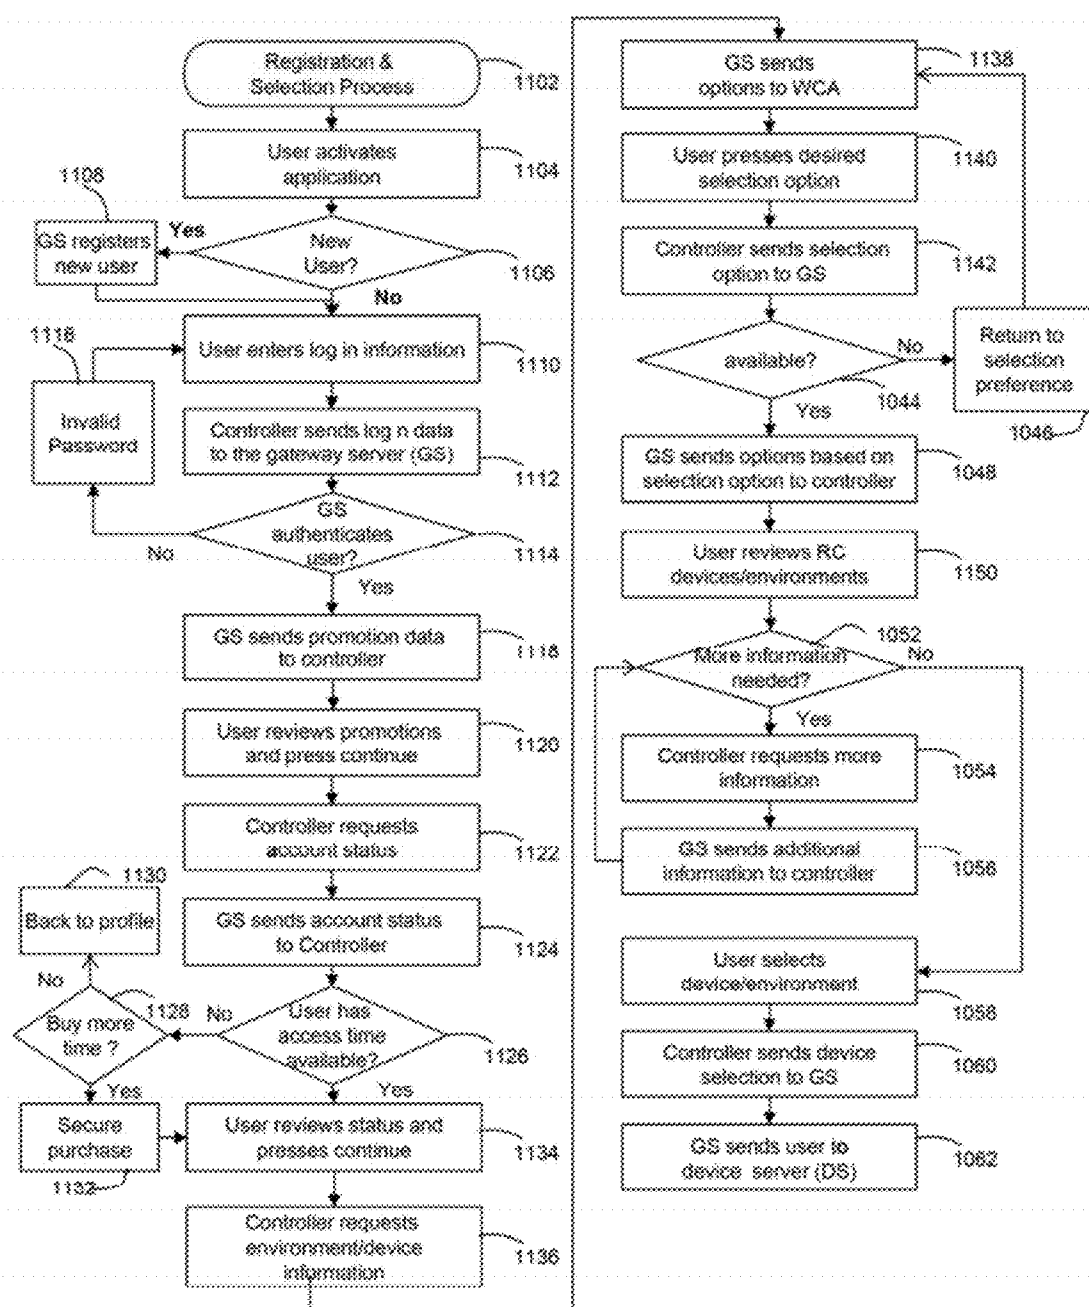 Registration &
Selection Process
1102
User activates
application
1104
1108
GS registers
new user
Yes
New
User?
1106
No
1116
User enters log in information
1110
Invalid
Password
Controller sends log n data
to the gateway server (GS)
1112
GS
authenticates
user?
1114
No
Yes
GS sends promotion data
to controller
1118
User reviews promotions
and press continue
1120
Controller requests
account status
1122
1130
Back to profile
GS sends account status
to Controller
1124
No
1128
Buy more
time ?
No
User has
access time
available?
1126
Yes
Yes
Secure
purchase
1132
User reviews status and
presses continue
1134
Controller requests
environment/device
information
1136
GS sends
options to WCA
1138
User presses desired
selection option
1140
Controller sends selection
option to GS
1142
available?
No
1044
Return to
selection
preference
1046
Yes
GS sends options based on
selection option to controller
1048
User reviews RC
devices/environments
1150
1052
More information
needed?
No
Yes
Controller requests more
information
1054
GS sends additional
information to controller
1056
User selects
device/environment
1058
Controller sends device
selection to GS
1060
GS sends user to
device server (DS)
1062